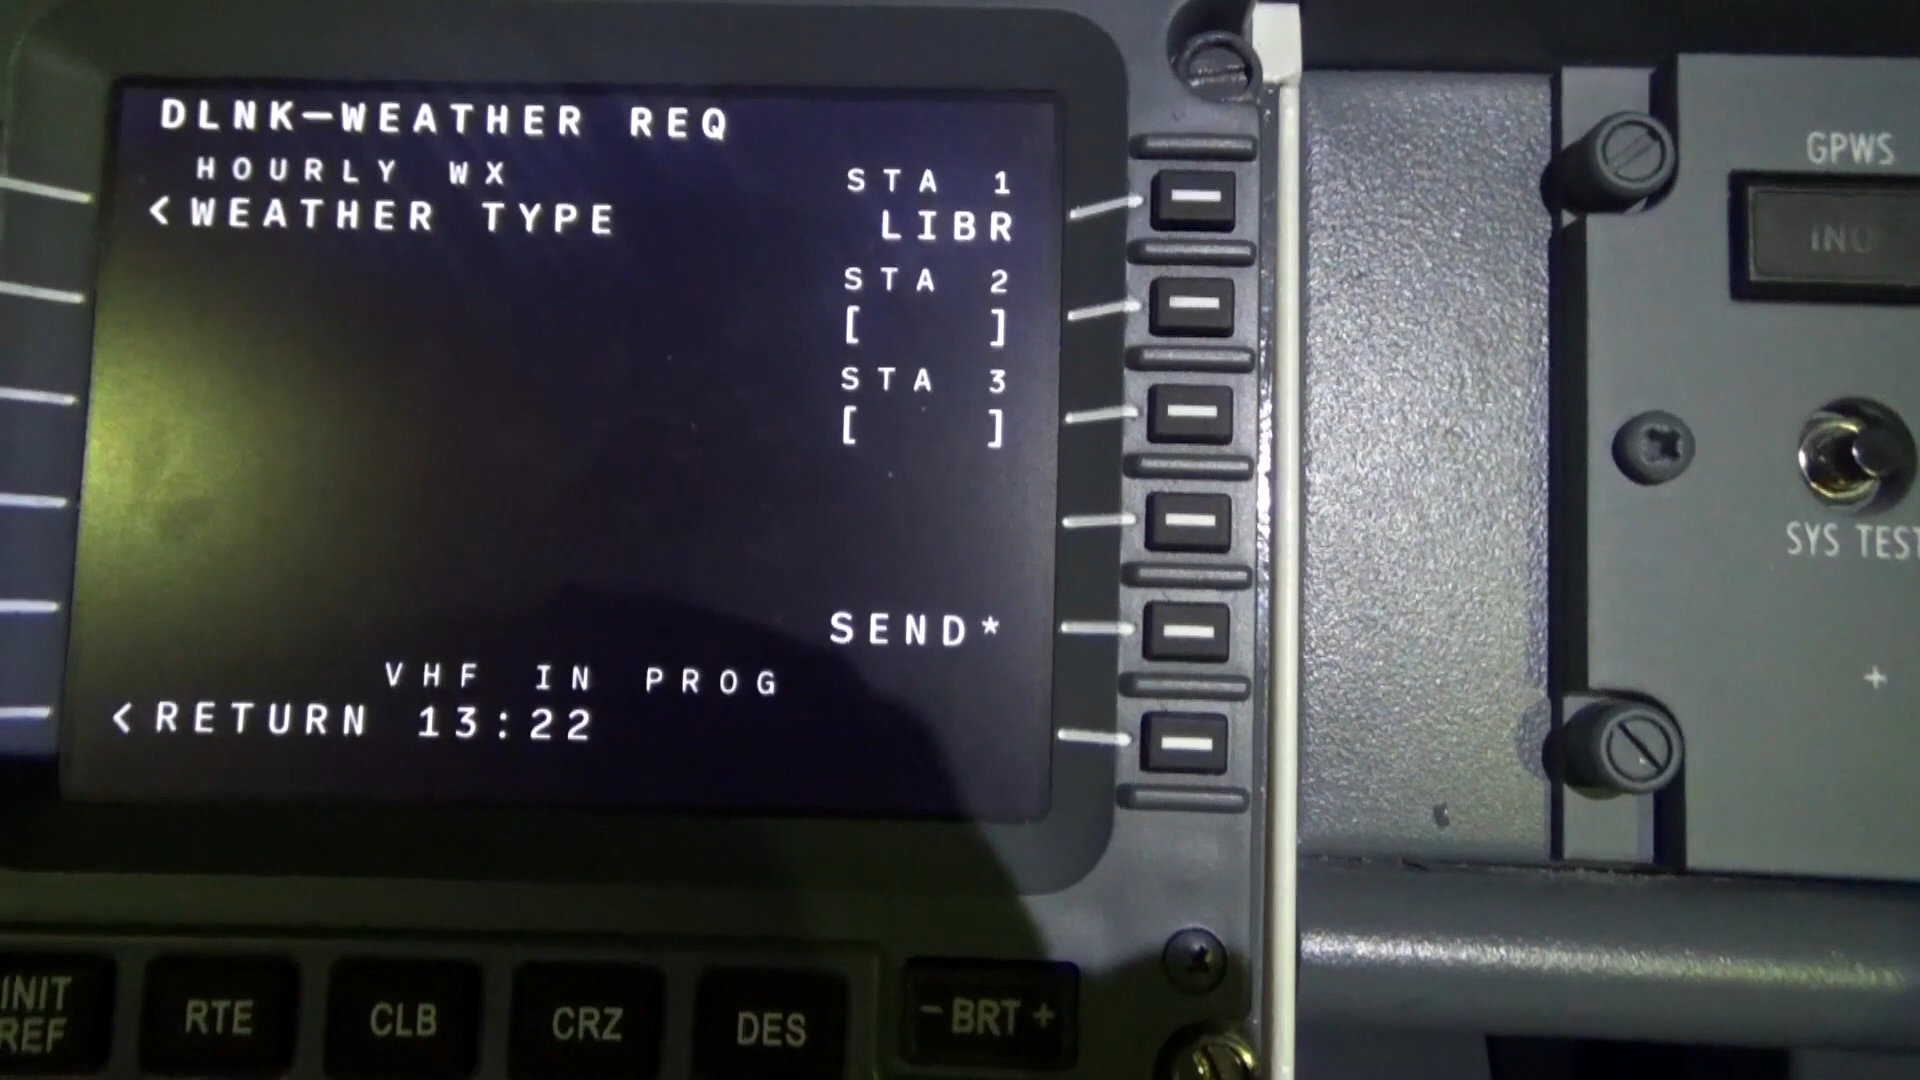 DLNK—WEATHER REQ
HOURLY WX
STA 1
<WEATHER TYPE
LIBR
STA 2
[ ]
STA 3
[ ]
SEND*
VHF IN PROG
<RETURN 13:22
INIT REF
RTE
CLB
CRZ
DES
- BRT +
GPWS
SYS TEST
+